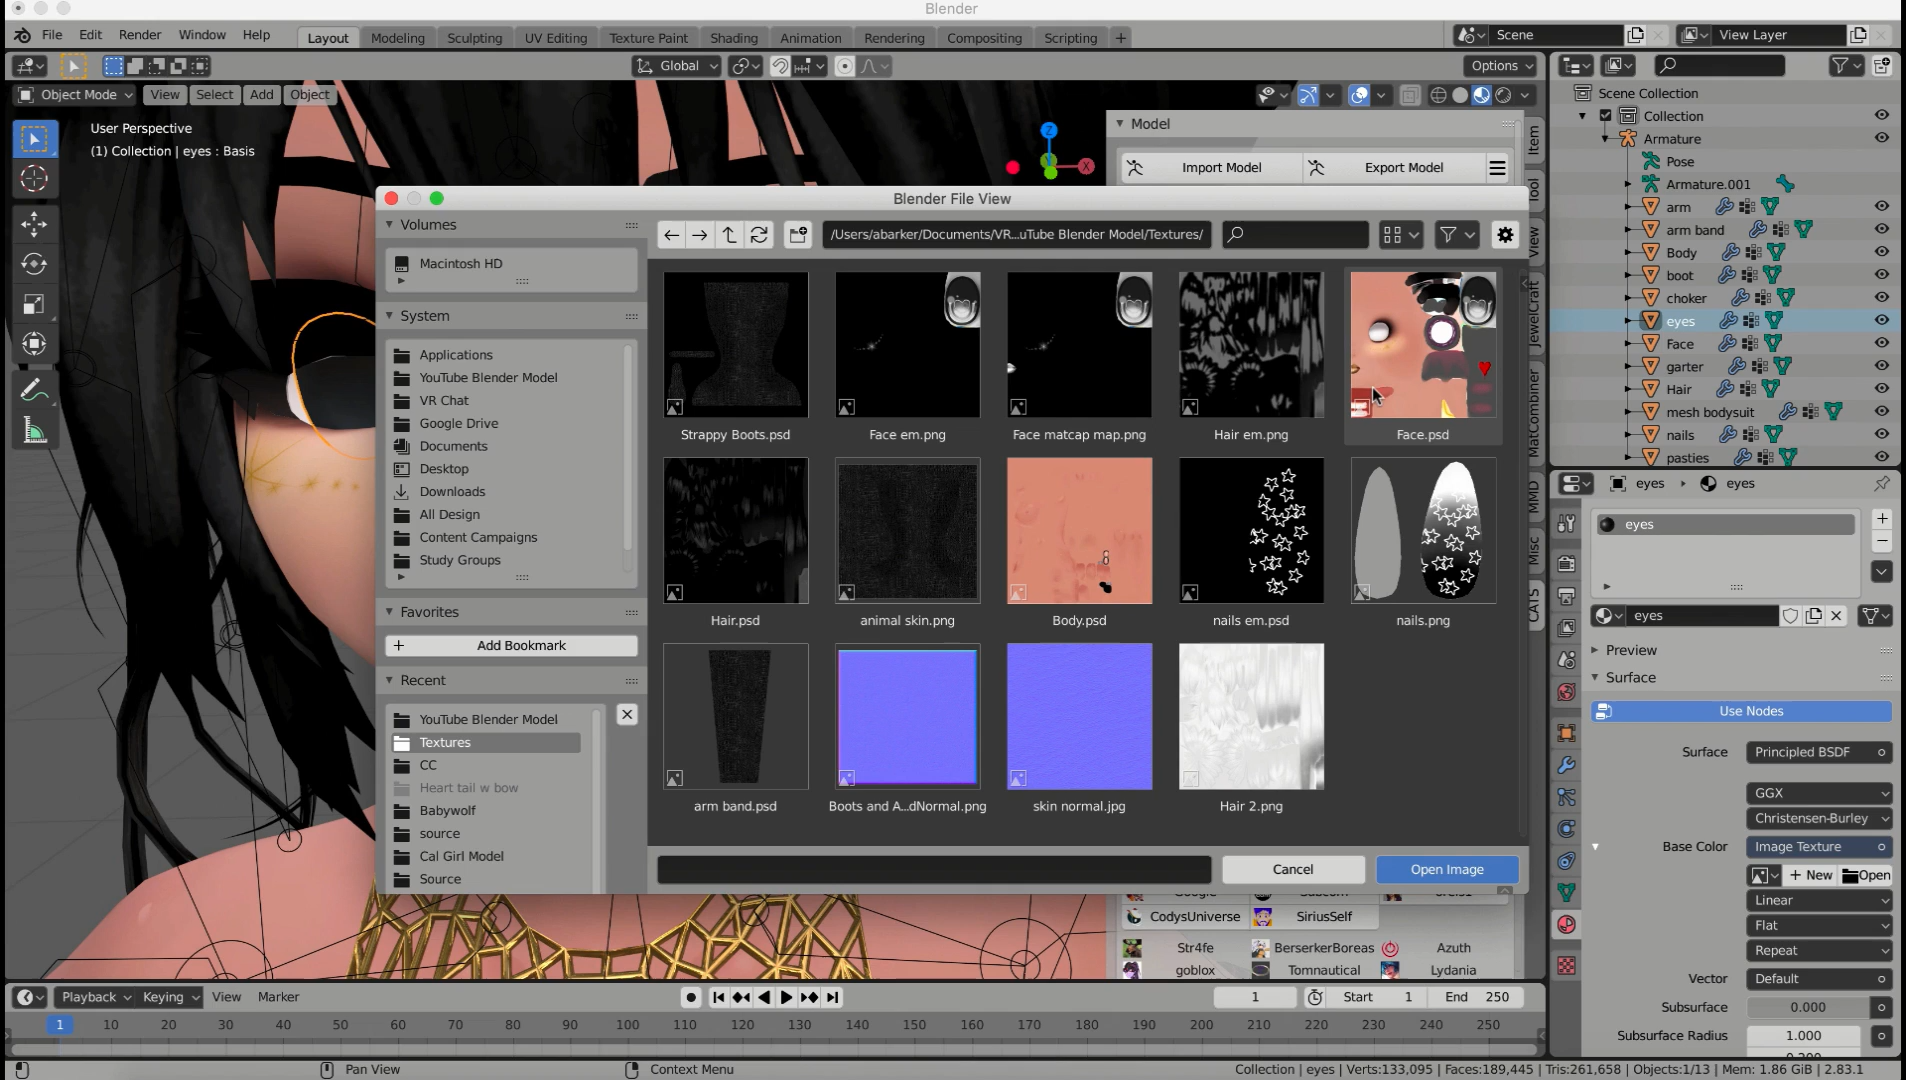 Blender
File Edit Render Window Help
Layout Modeling Sculpting UV Editing Texture Paint Shading Animation Rendering Compositing Scripting +
Scene
View Layer
Global
Options
Object Mode View Select Add Object
User Perspective
(1) Collection | eyes : Basis
Z
X
Model
Import Model
Export Model
Item
Tool
View
JewelCraft
MatCombiner
MMD
Misc
CATS
Blender File View
Volumes
Macintosh HD
System
Applications
YouTube Blender Model
VR Chat
Google Drive
Documents
Desktop
Downloads
All Design
Content Campaigns
Study Groups
Favorites
Add Bookmark
Recent
YouTube Blender Model
Textures
CC
Heart tail w bow
Babywolf
source
Cal Girl Model
Source
/Users/abarker/Documents/VR...uTube Blender Model/Textures/
Strappy Boots.psd
Face em.png
Face matcap map.png
Hair em.png
Face.psd
Hair.psd
animal skin.png
Body.psd
nails em.psd
nails.png
arm band.psd
Boots and A...dNormal.png
skin normal.jpg
Hair 2.png
Cancel
Open Image
CodysUniverse
SiriusSelf
Str4fe
BerserkerBoreas
Azuth
goblox
Tomnautical
Lydania
Scene Collection
Collection
Armature
Pose
Armature.001
arm
arm band
Body
boot
choker
eyes
Face
garter
Hair
mesh bodysuit
nails
pasties
eyes eyes
eyes
eyes
Preview
Surface
Use Nodes
Surface Principled BSDF
GGX
Christensen-Burley
Base Color Image Texture
New Open
Linear
Flat
Repeat
Vector Default
Subsurface 0.000
Subsurface Radius 1.000
Playback Keying View Marker
1 Start 1 End 250
1 10 20 30 40 50 60 70 80 90 100 110 120 130 140 150 160 170 180 190 200 210 220 230 240 250
Pan View
Context Menu
Collection | eyes | Verts:133,095 | Faces:189,445 | Tris:261,658 | Objects:1/13 | Mem: 1.86 GiB | 2.83.1